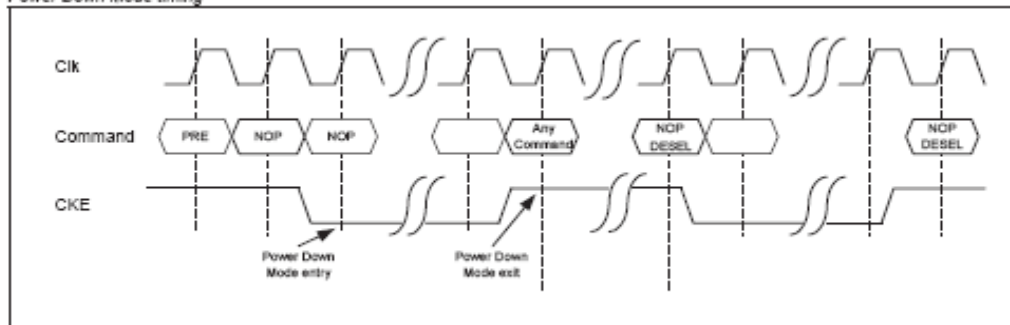 Power Down Mode timing
Clk
Command
PRE
NOP
NOP
Any
Command
NOP
DESEL
NOP
DESEL
CKE
Power Down
Mode entry
Power Down
Mode exit